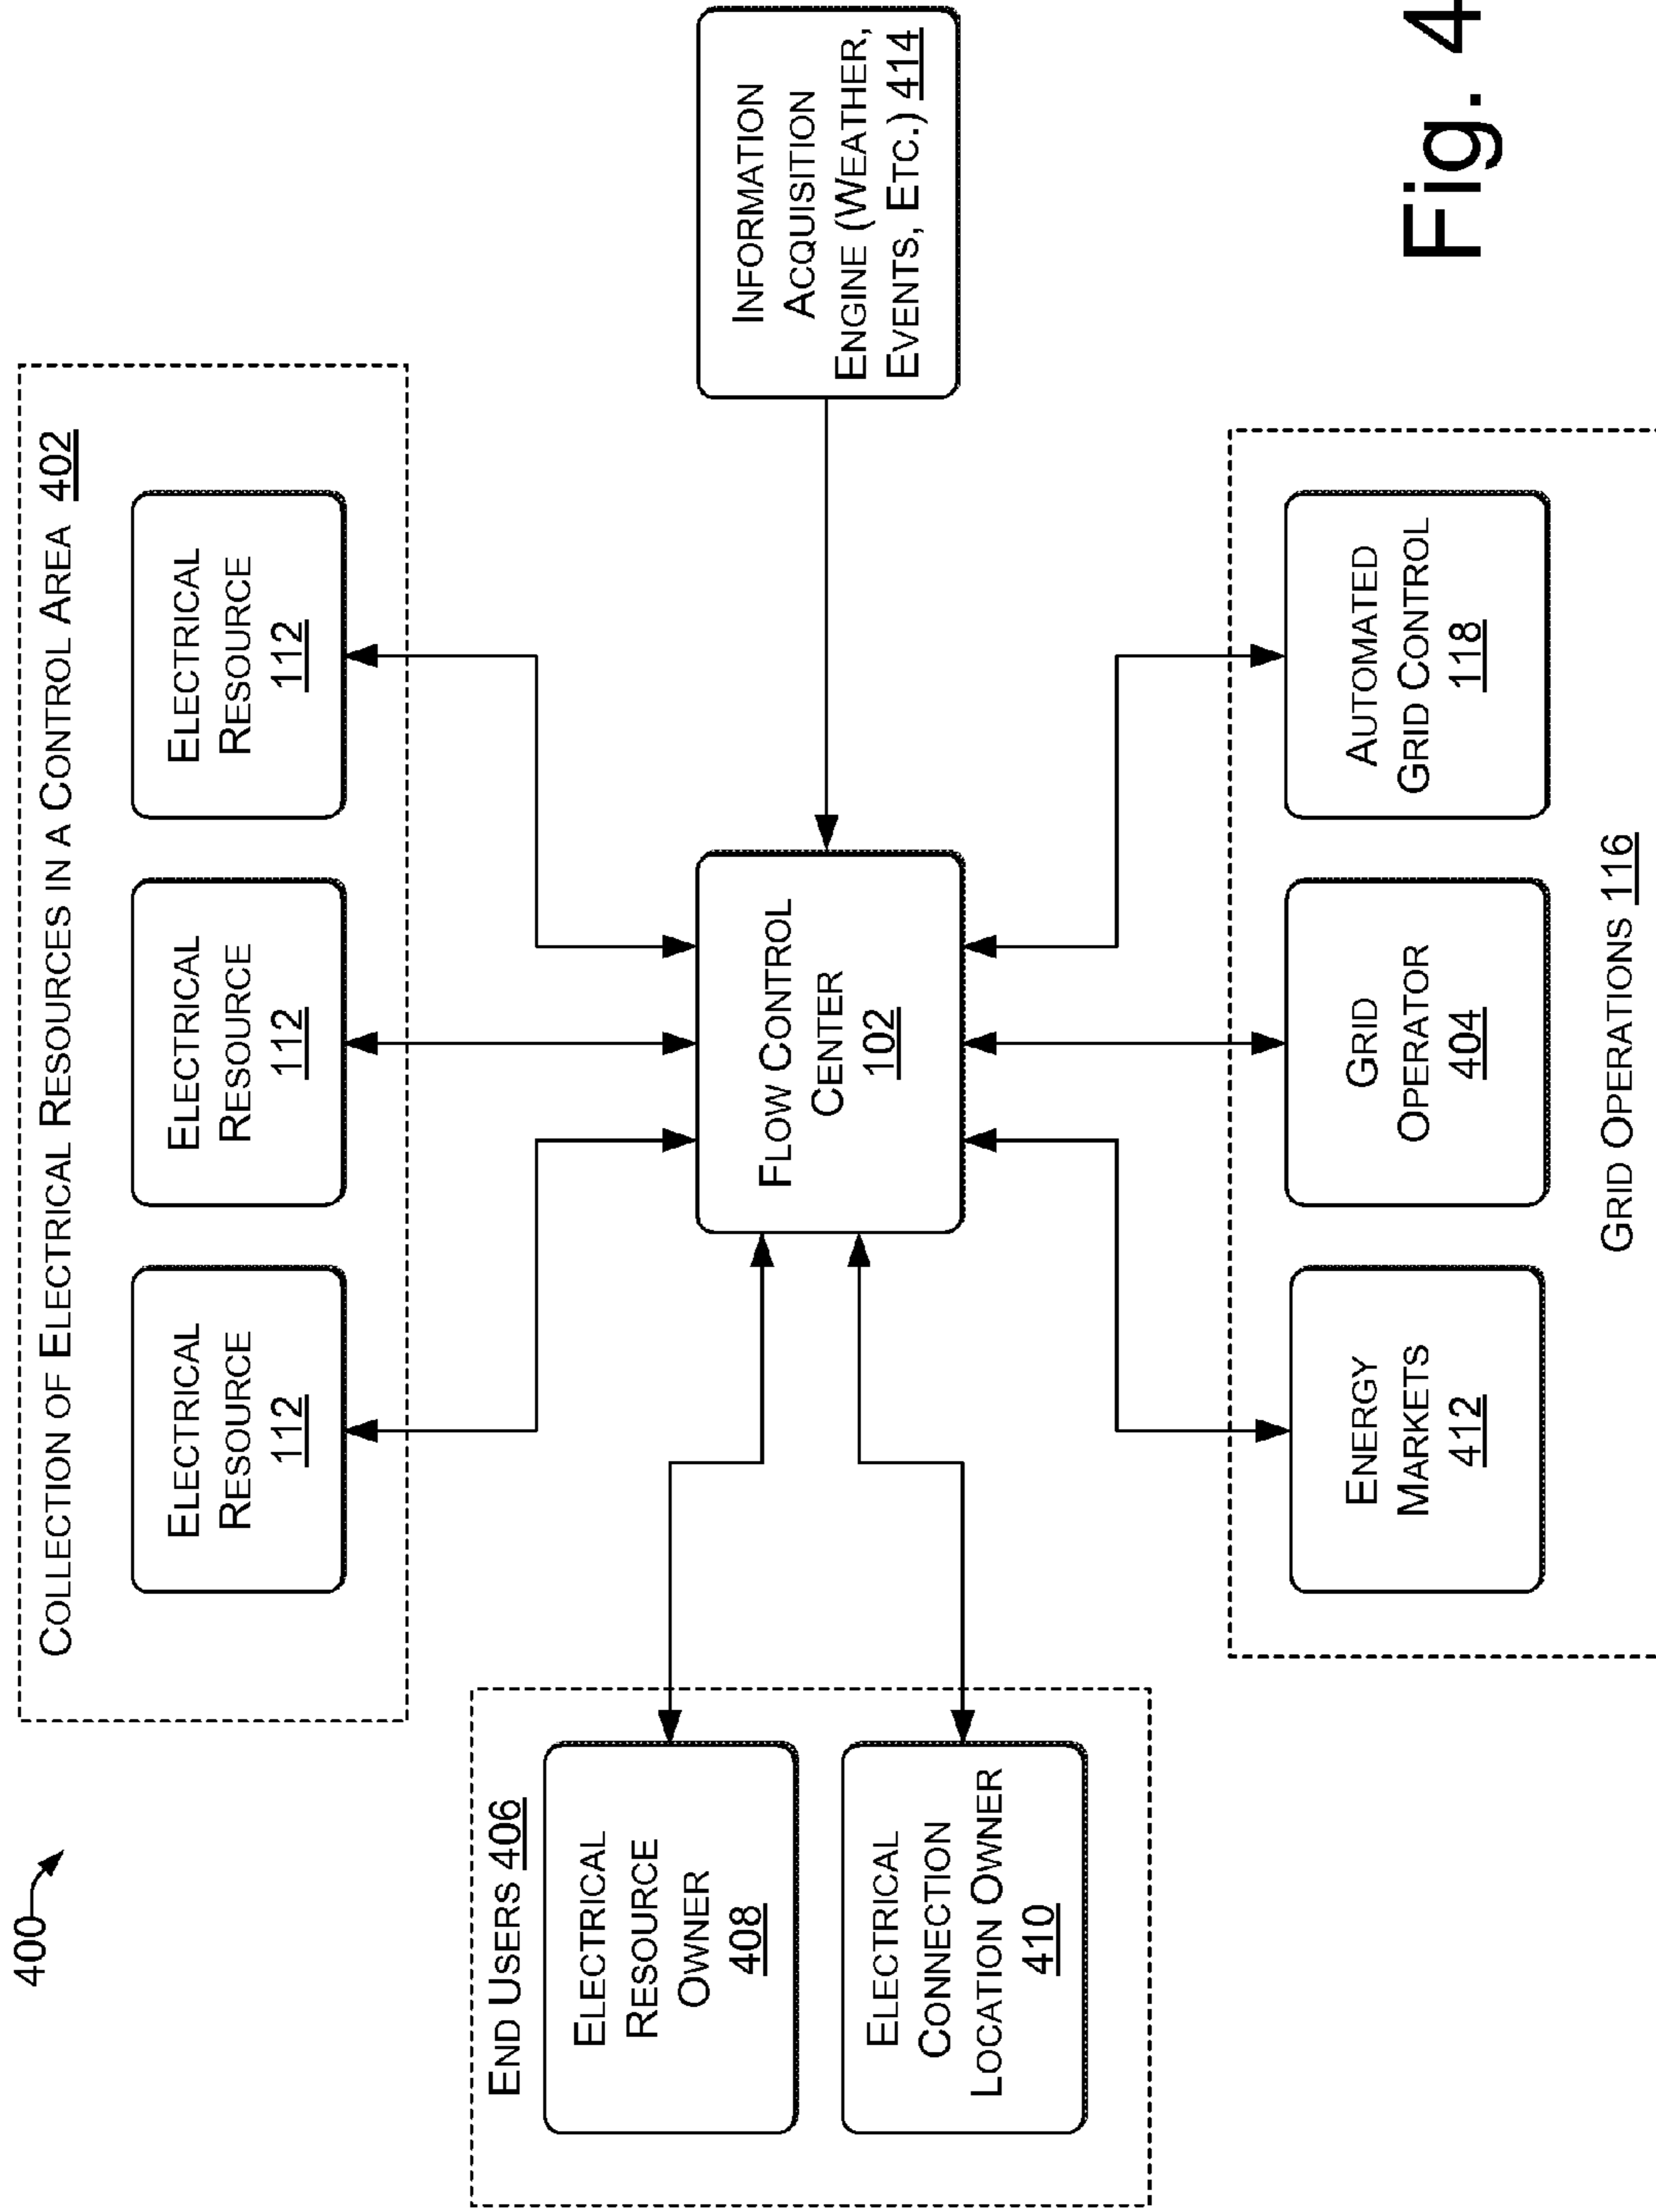 400
COLLECTION OF ELECTRICAL RESOURCES IN A CONTROL AREA 402
ELECTRICAL
RESOURCE
112
ELECTRICAL
RESOURCE
112
ELECTRICAL
RESOURCE
112
END USERS 406
ELECTRICAL
RESOURCE
OWNER
408
ELECTRICAL
CONNECTION
LOCATION OWNER
410
FLOW CONTROL
CENTER
102
INFORMATION
ACQUISITION
ENGINE (WEATHER,
EVENTS, ETC.) 414
ENERGY
MARKETS
412
GRID
OPERATOR
404
AUTOMATED
GRID CONTROL
118
GRID OPERATIONS 116
Fig. 4